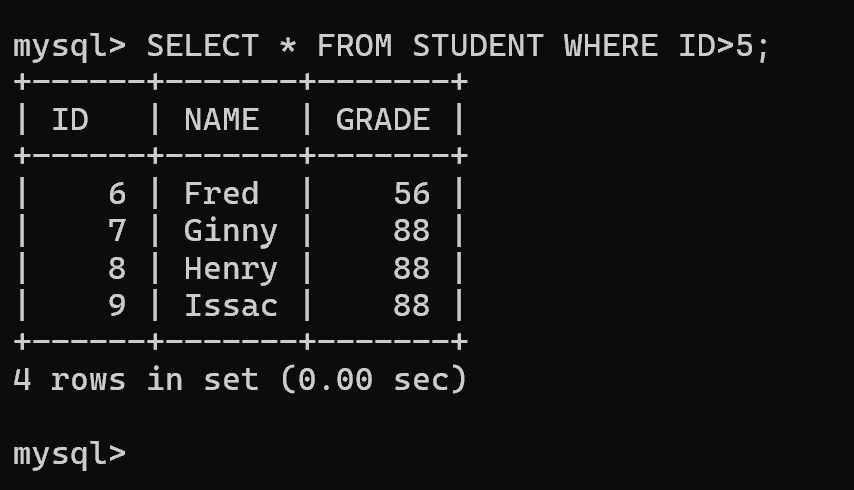 mysql> SELECT * FROM STUDENT WHERE ID>5;
+------+-------+-------+
| ID   | NAME  | GRADE |
+------+-------+-------+
|    6 | Fred  |    56 |
|    7 | Ginny |    88 |
|    8 | Henry |    88 |
|    9 | Issac |    88 |
+------+-------+-------+
4 rows in set (0.00 sec)
mysql>